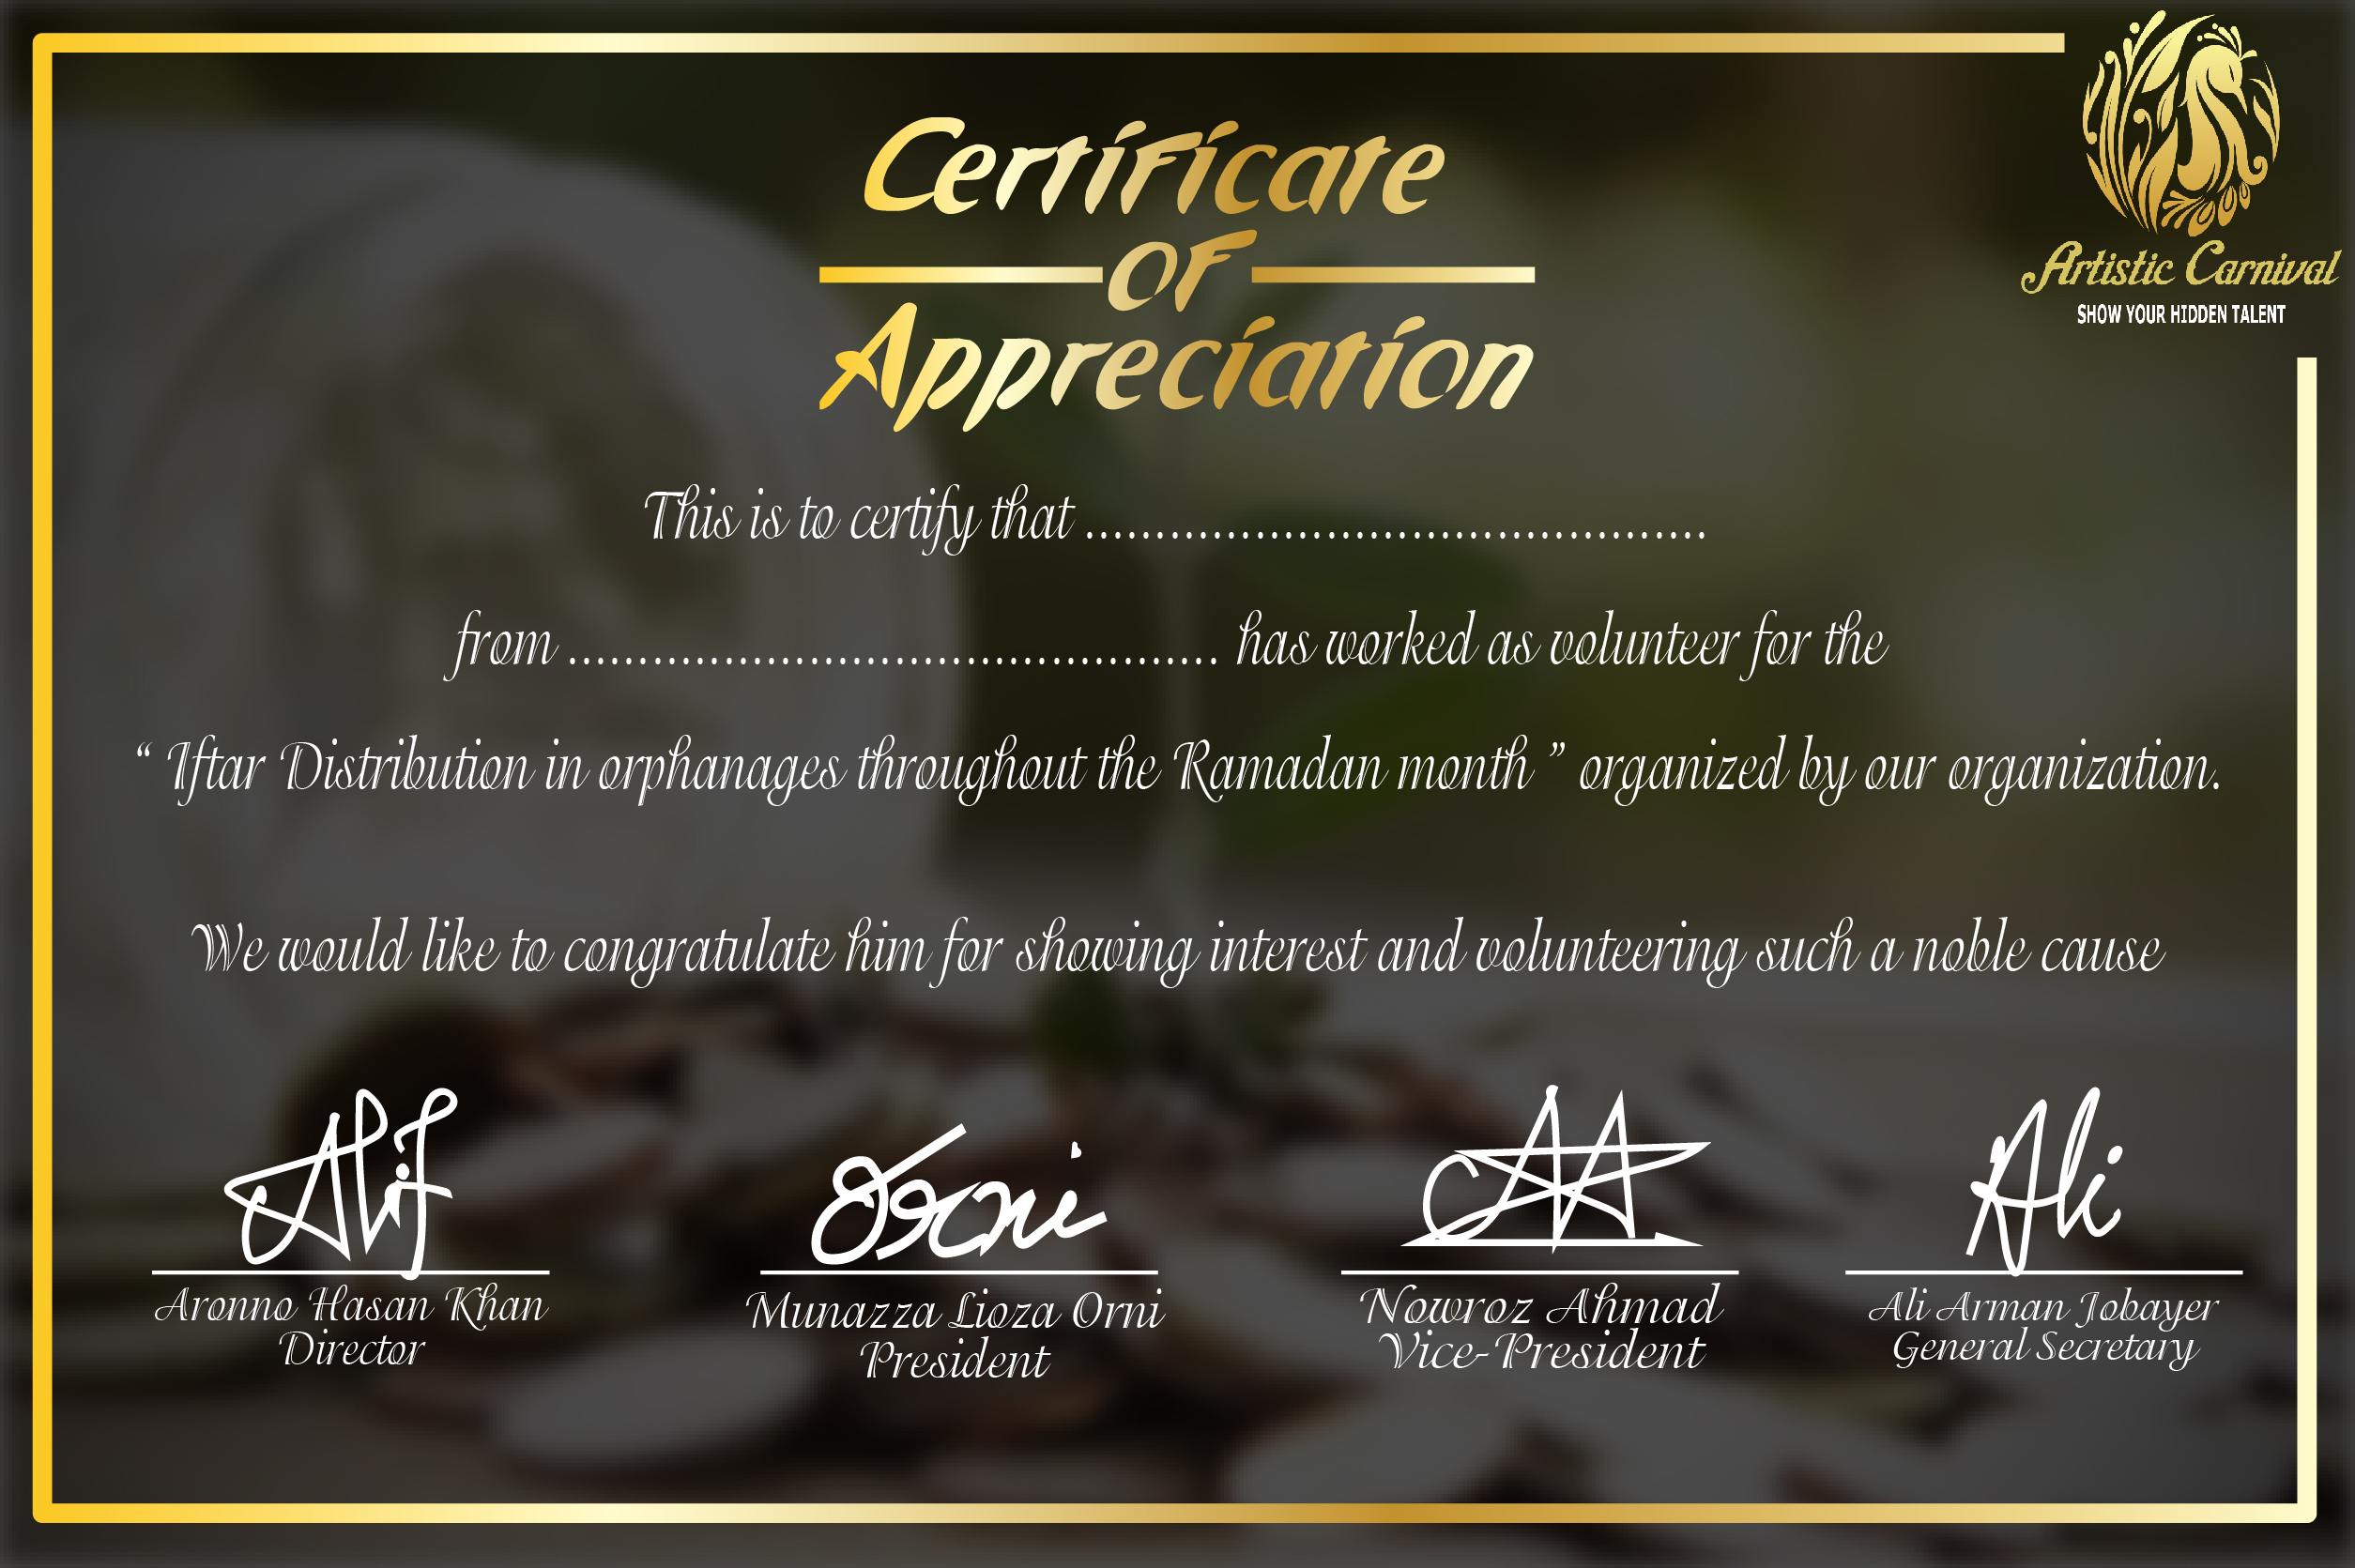 Certificate
OF
Appreciation
Artistic Carnival
SHOW YOUR HIDDEN TALENT
This is to certify that ............................................
from .............................................. has worked as volunteer for the
“ Iftar Distribution in orphanages throughout the Ramadan month ” organized by our organization.
We would like to congratulate him for showing interest and volunteering such a noble cause
Alif
Orni
Ali
Aronno Hasan Khan
Director
Munazza Lioza Orni
President
Nowroz Ahmad
Vice-President
Ali Arman Jobayer
General Secretary